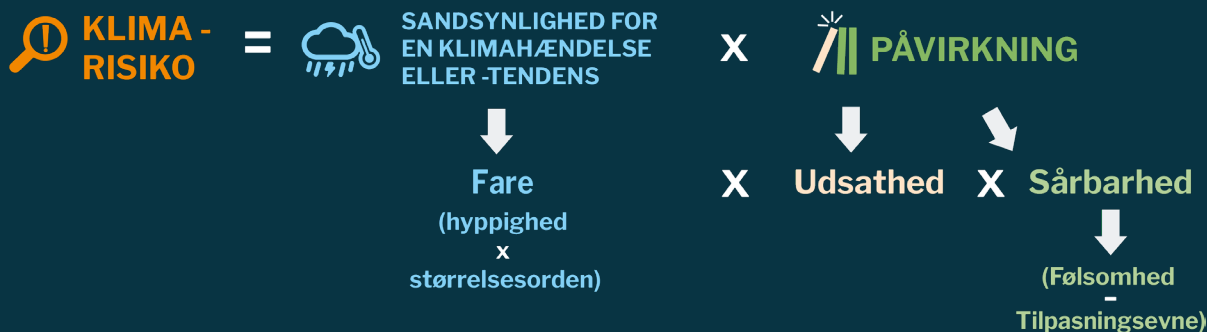 KLIMA -
RISIKO
=
SANDSYNLIGHED FOR
EN KLIMAHÆNDELSE
ELLER -TENDENS
X
PÅVIRKNING
Fare
X
Udsathed
X
Sårbarhed
(hyppighed
x
størrelsesorden)
(Følsomhed
-
Tilpasningsevne)